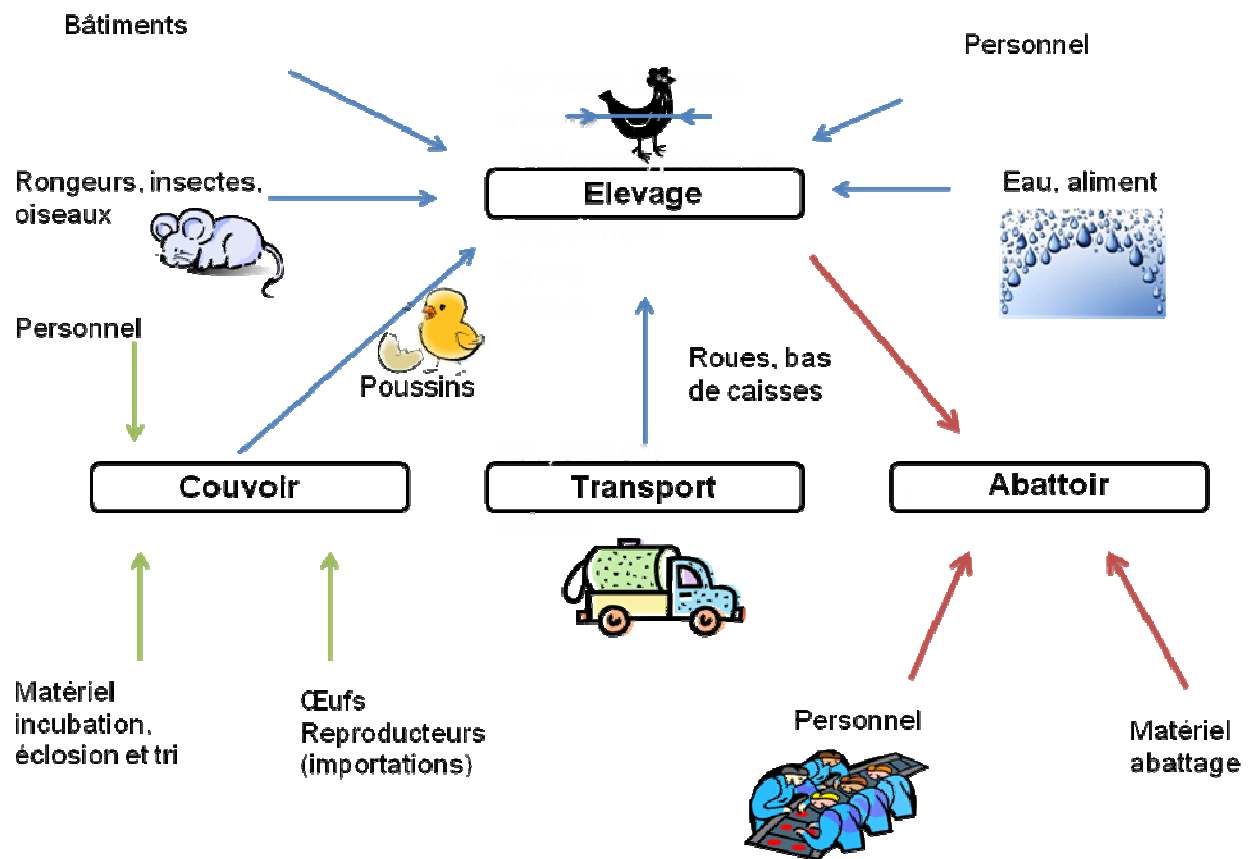 Bâtiments
Personnel
Rongeurs, insectes,
oiseaux
Elevage
Eau, aliment
Personnel
Poussins
Roues, bas
de caisses
Couvoir
Transport
Abattoir
Matériel
incubation,
éclosion et tri
Œufs
Reproducteurs
(importations)
Personnel
Matériel
abattage